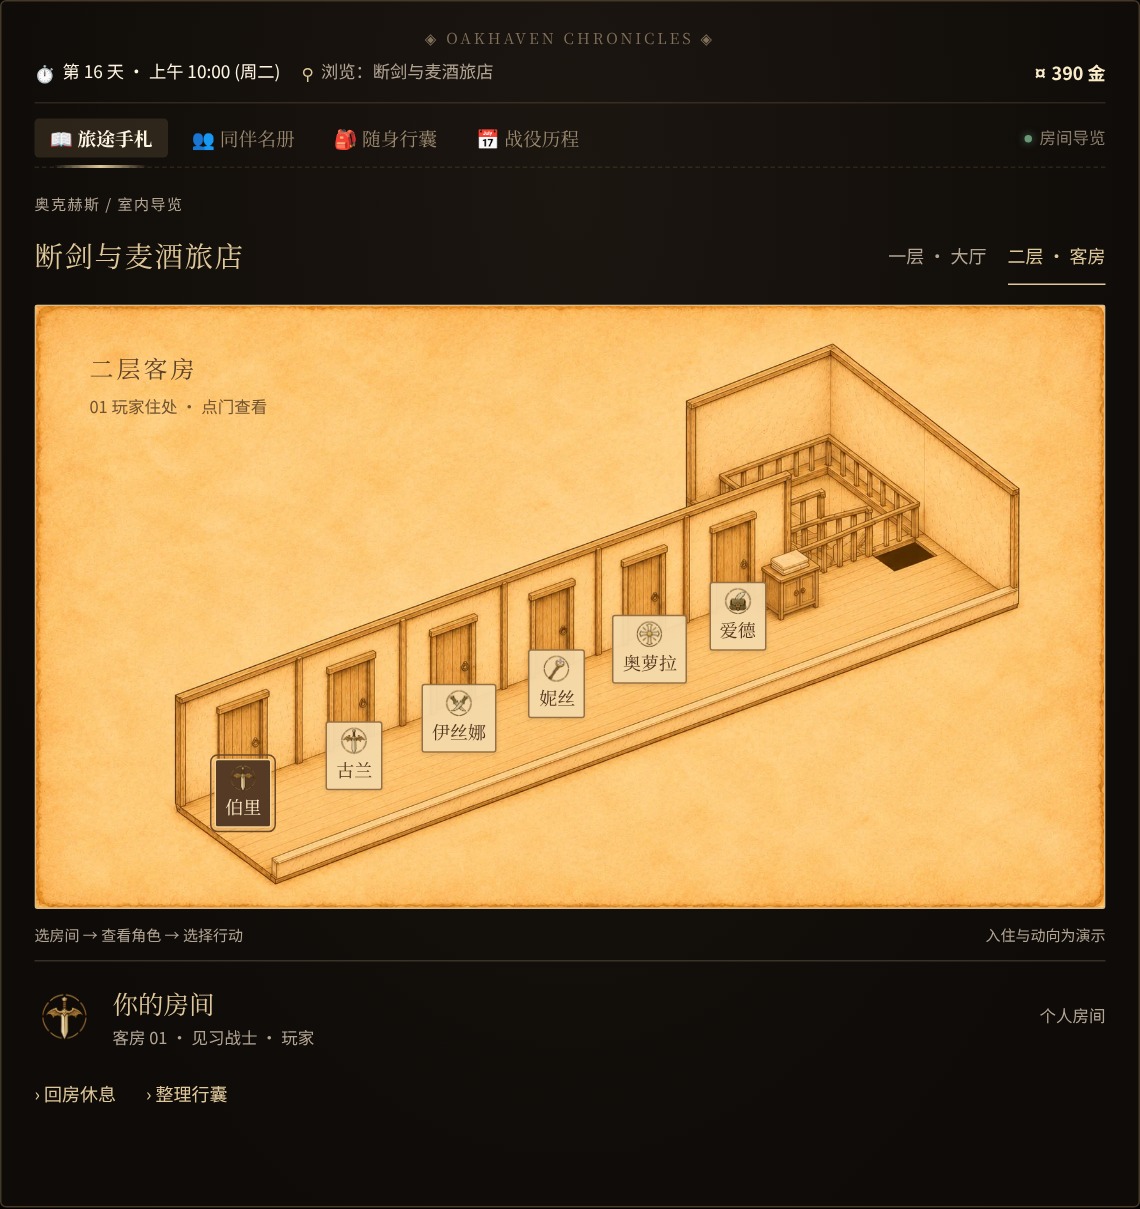 ◈ OAKHAVEN CHRONICLES ◈
第 16 天 · 上午 10:00 (周二) 浏览：断剑与麦酒旅店 ¤ 390 金
旅途手札 同伴名册 随身行囊 战役历程 房间导览
奥克赫斯 / 室内导览
断剑与麦酒旅店 一层 · 大厅 二层 · 客房
二层客房
01 玩家住处 · 点门查看
爱德
奥萝拉
妮丝
伊丝娜
古兰
伯里
选房间 → 查看角色 → 选择行动 入住与动向为演示
你的房间
客房 01 · 见习战士 · 玩家 个人房间
› 回房休息 › 整理行囊